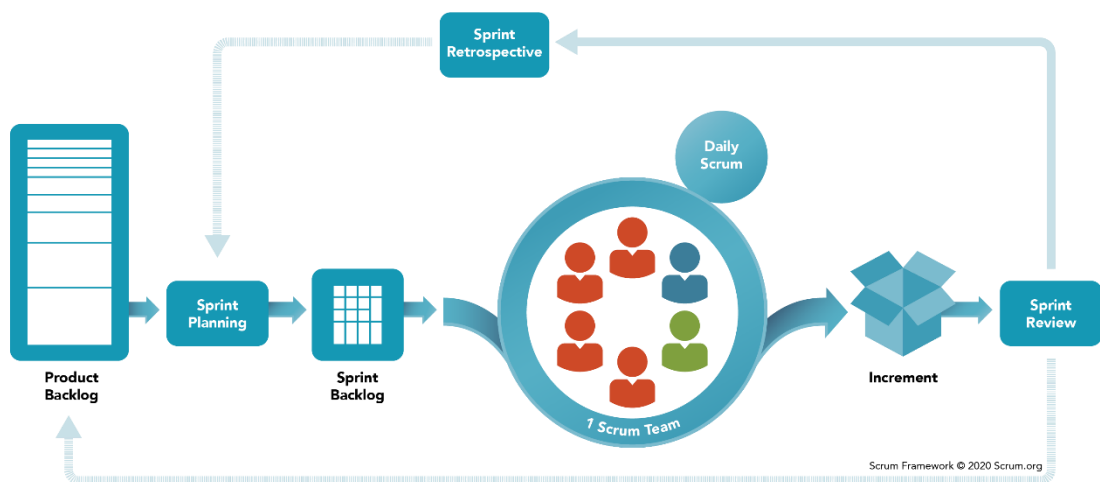 Sprint
Retrospective
Daily
Scrum
Sprint
Planning
Sprint
Review
Product
Backlog
Sprint
Backlog
1 Scrum Team
Increment
Scrum Framework © 2020 Scrum.org